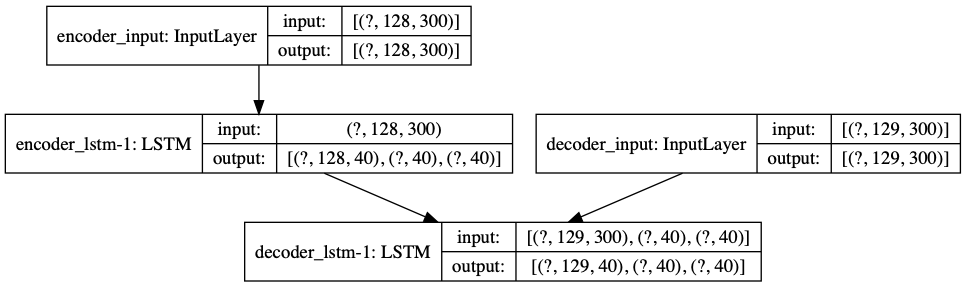 encoder_input: InputLayer
input: [(?, 128, 300)]
output: [(?, 128, 300)]
encoder_lstm-1: LSTM
input: (?, 128, 300)
output: [(?, 128, 40), (?, 40), (?, 40)]
decoder_input: InputLayer
input: [(?, 129, 300)]
output: [(?, 129, 300)]
decoder_lstm-1: LSTM
input: [(?, 129, 300), (?, 40), (?, 40)]
output: [(?, 129, 40), (?, 40), (?, 40)]